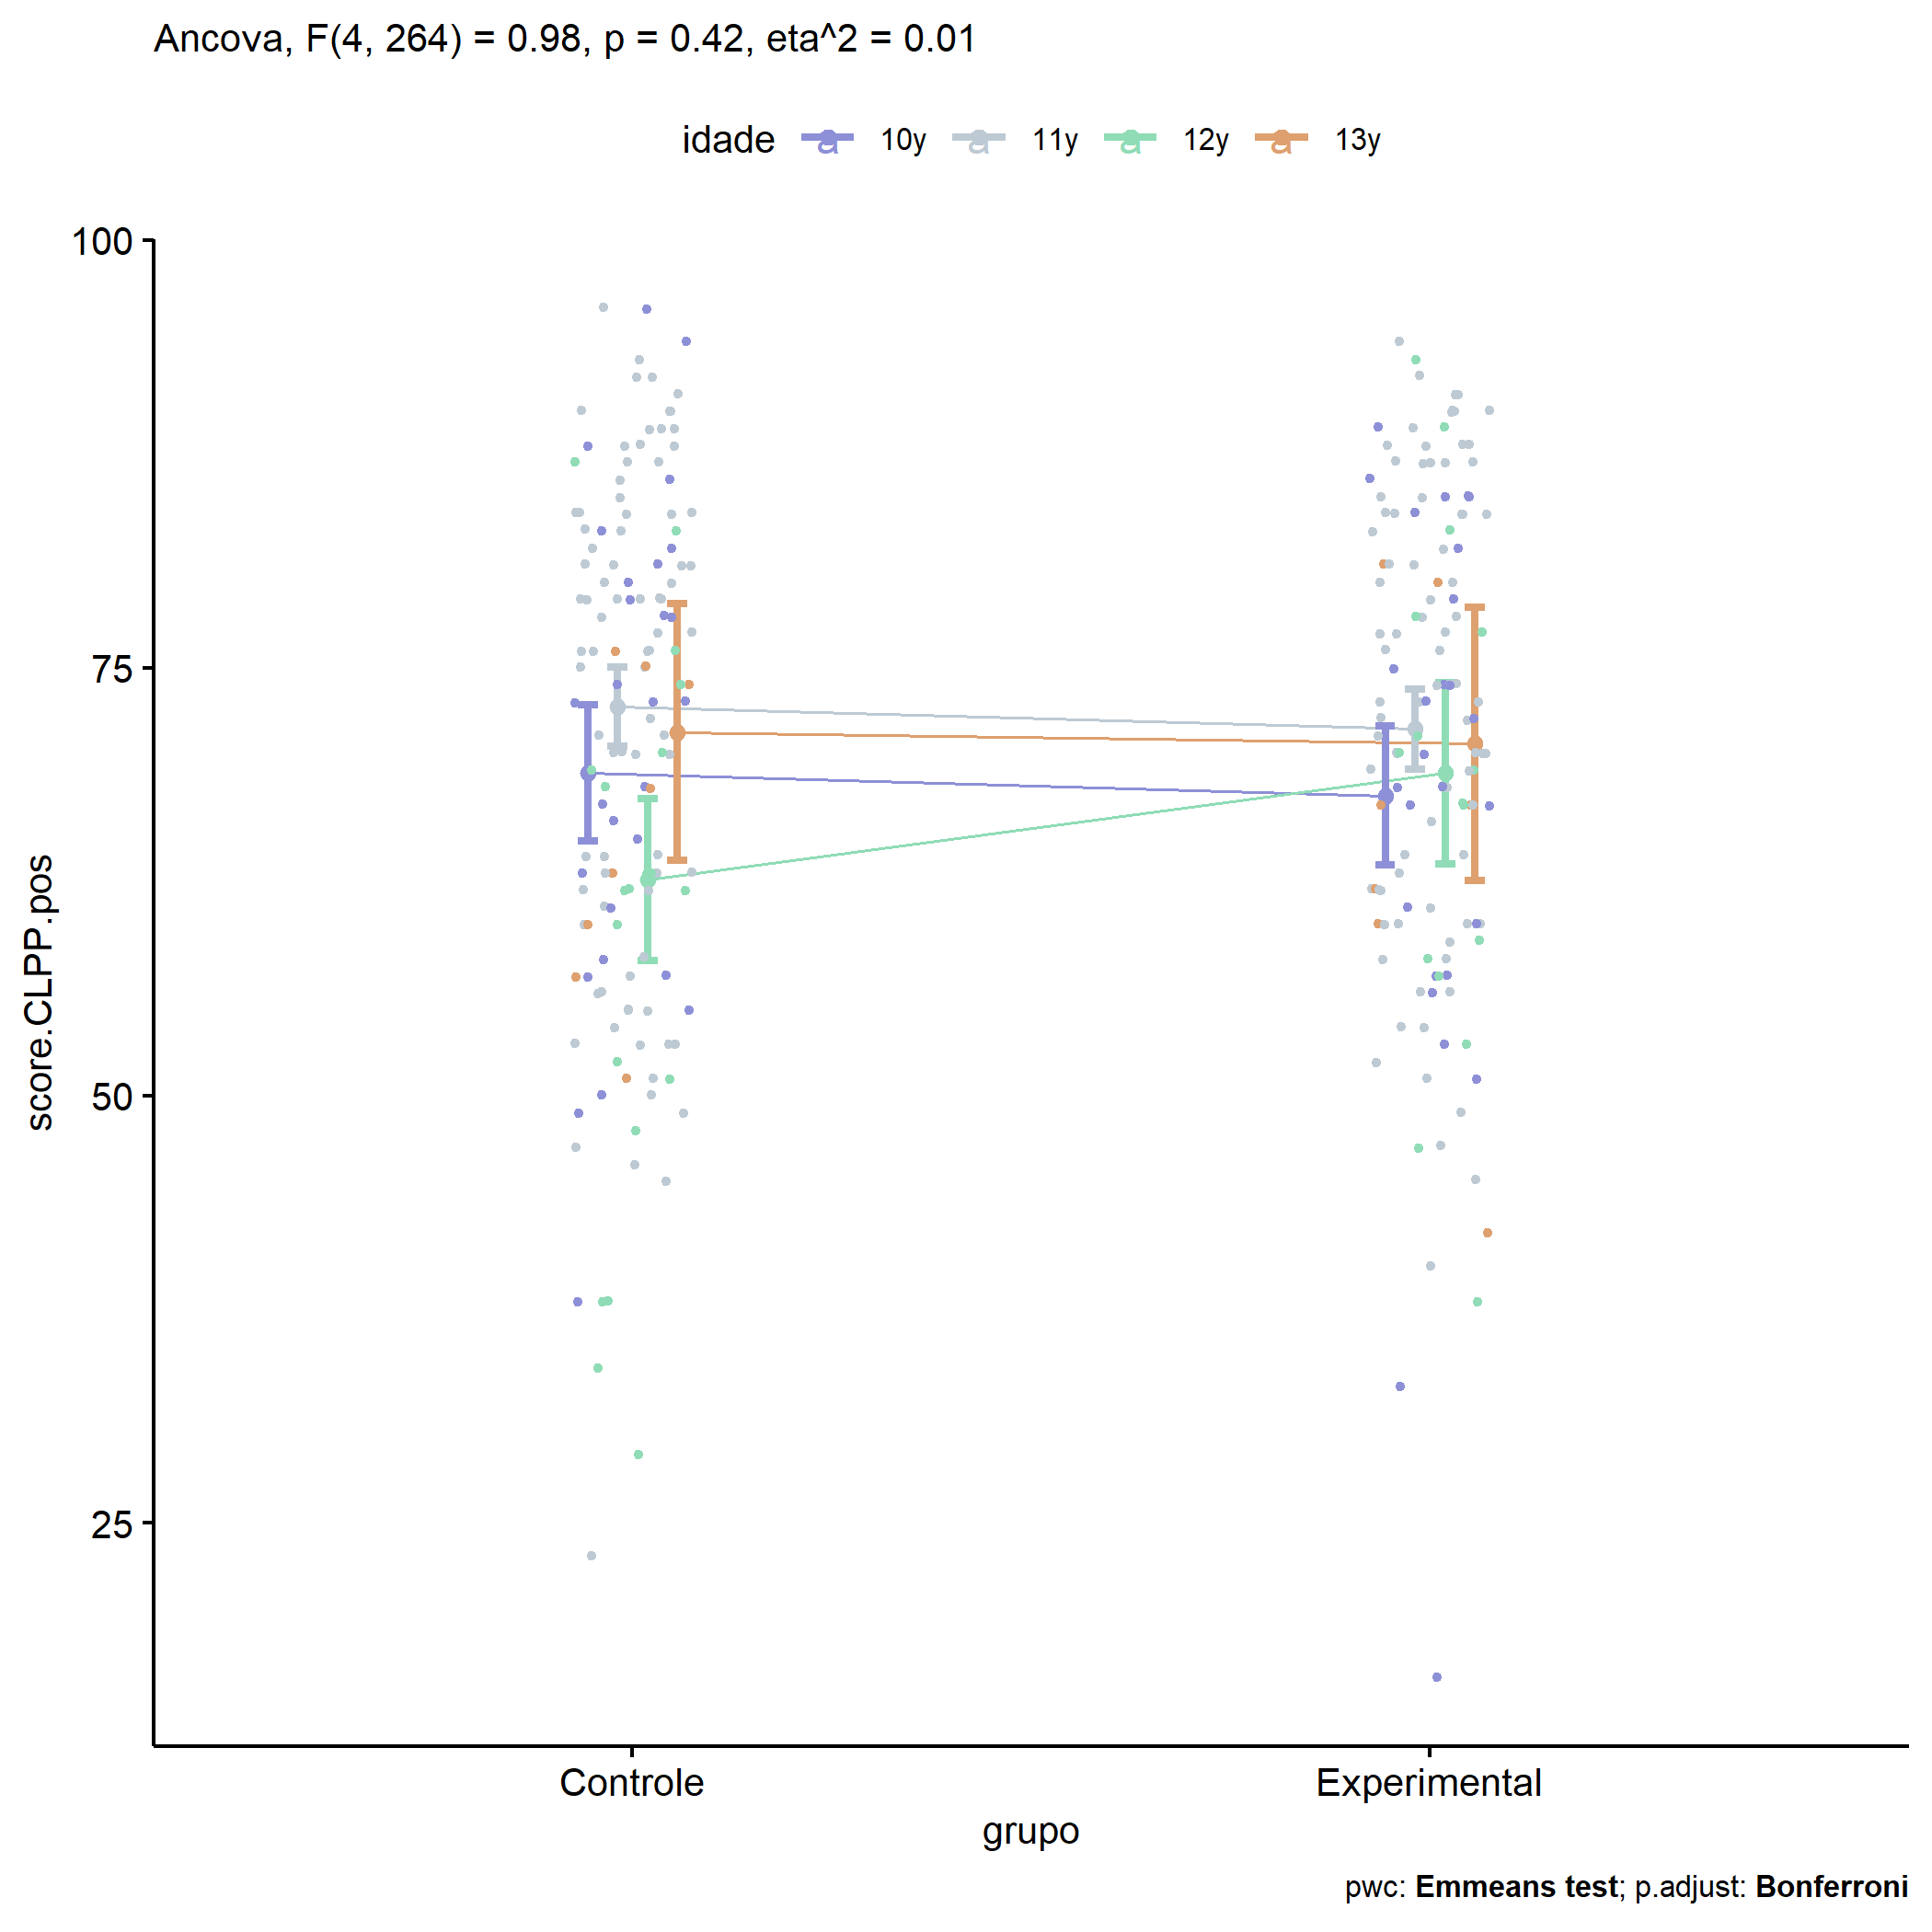 Ancova, F(4, 264) = 0.98, p = 0.42, eta^2 = 0.01
idade a 10y a 11y a 12y a 13y
100
75
50
25
score.CLPP.pos
Controle Experimental
grupo
pwc: Emmeans test; p.adjust: Bonferroni